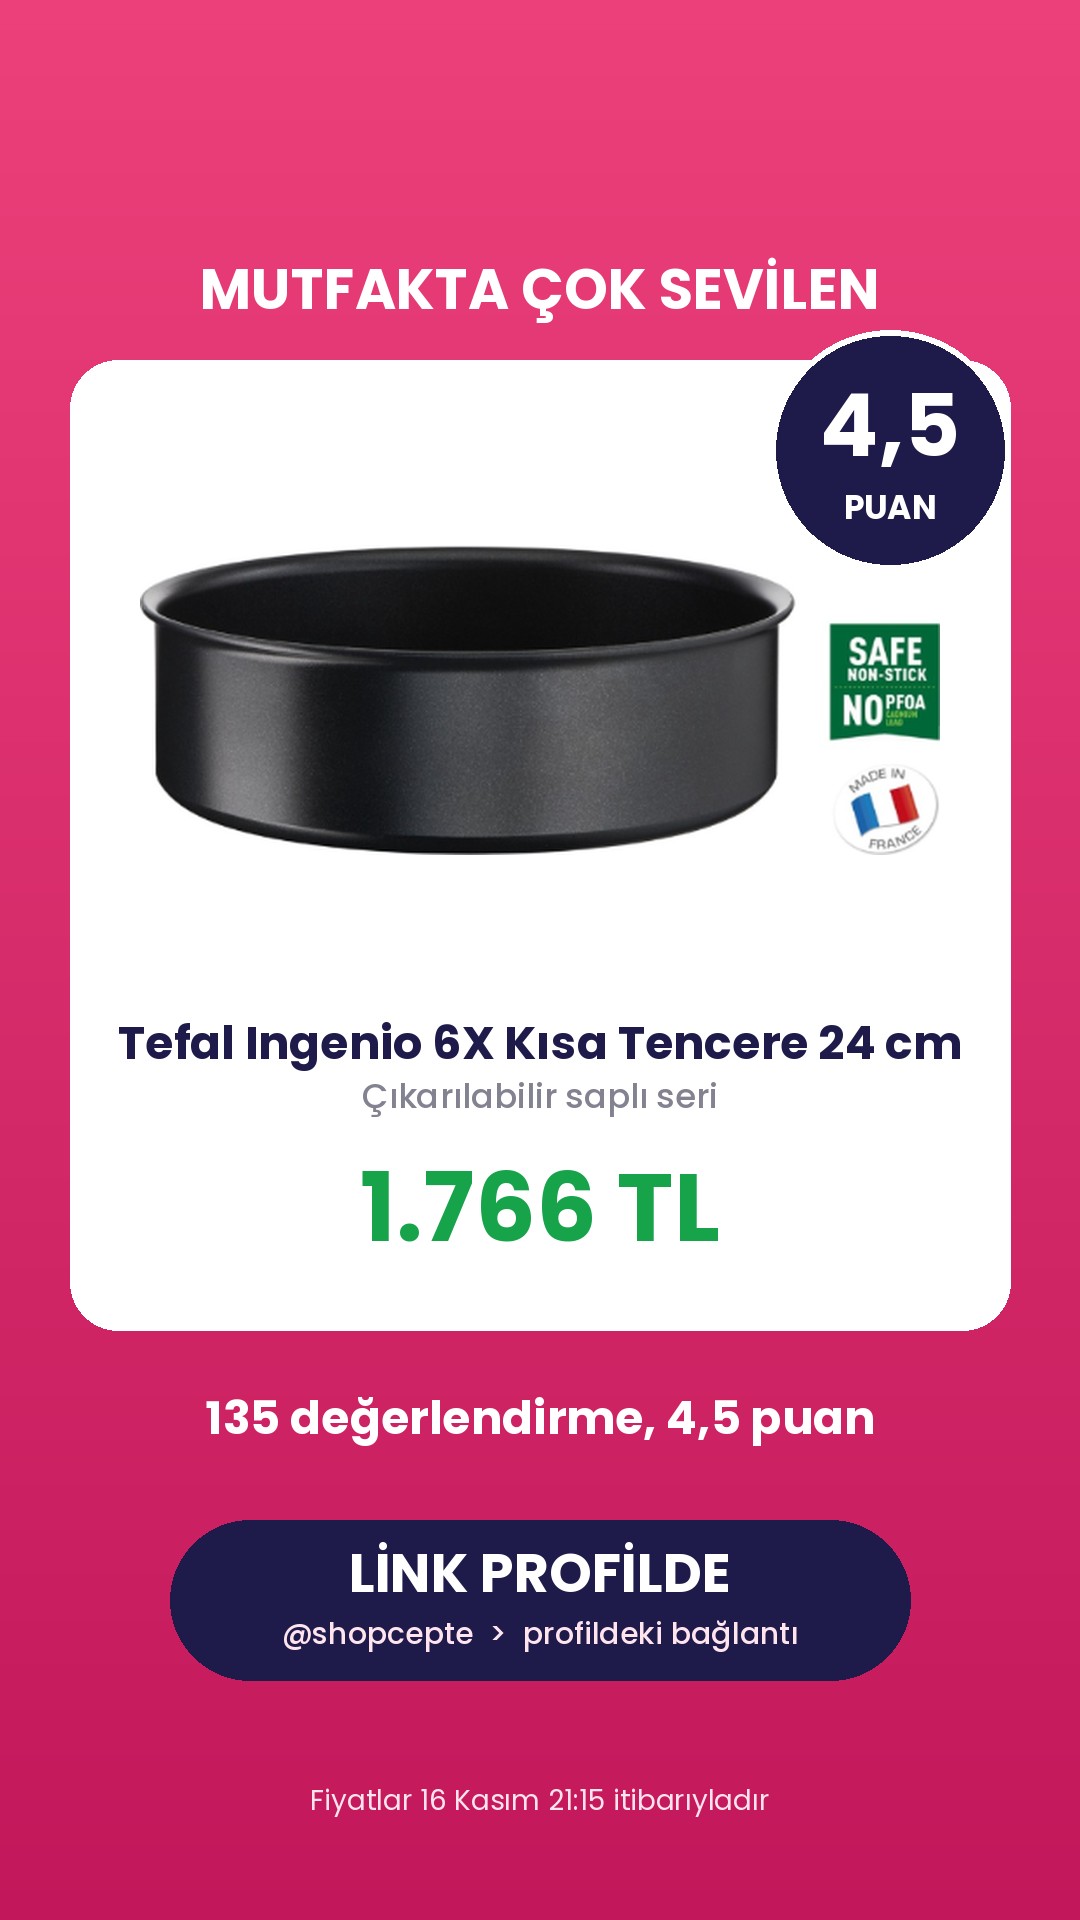 MUTFAKTA ÇOK SEVİLEN
4,5
PUAN
SAFE
NON-STICK
NO PFOA
CADMIUM
LEAD
MADE IN
FRANCE
Tefal Ingenio 6X Kısa Tencere 24 cm
Çıkarılabilir saplı seri
1.766 TL
135 değerlendirme, 4,5 puan
LİNK PROFİLDE
@shopcepte > profildeki bağlantı
Fiyatlar 16 Kasım 21:15 itibarıyladır